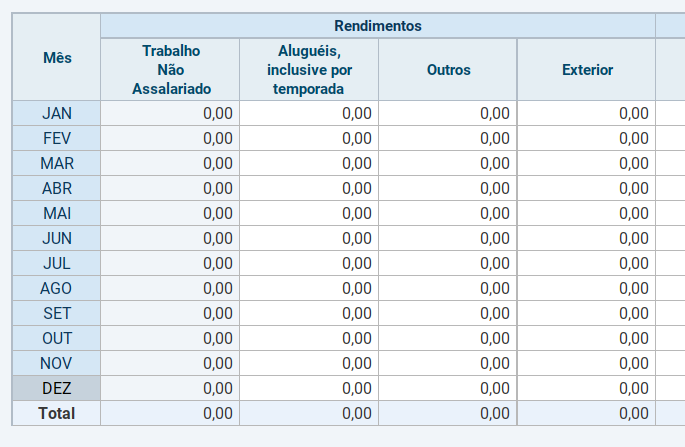 Mês
Rendimentos
Trabalho
Não
Assalariado
Aluguéis,
inclusive por
temporada
Outros
Exterior
JAN 0,00 0,00 0,00 0,00
FEV 0,00 0,00 0,00 0,00
MAR 0,00 0,00 0,00 0,00
ABR 0,00 0,00 0,00 0,00
MAI 0,00 0,00 0,00 0,00
JUN 0,00 0,00 0,00 0,00
JUL 0,00 0,00 0,00 0,00
AGO 0,00 0,00 0,00 0,00
SET 0,00 0,00 0,00 0,00
OUT 0,00 0,00 0,00 0,00
NOV 0,00 0,00 0,00 0,00
DEZ 0,00 0,00 0,00 0,00
Total 0,00 0,00 0,00 0,00